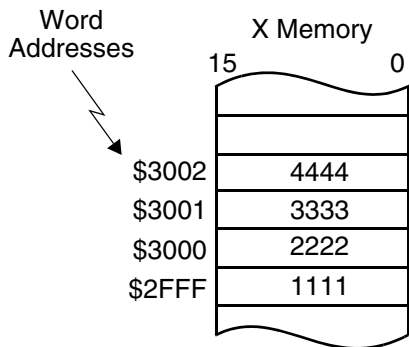 Word
Addresses
X Memory
15 0
$3002 4444
$3001 3333
$3000 2222
$2FFF 1111